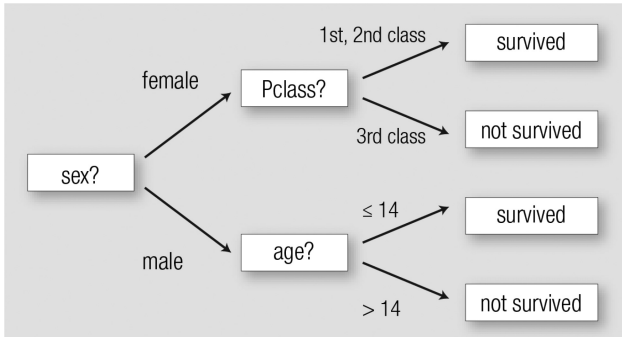 1st, 2nd class
survived
female
Pclass?
3rd class
not survived
sex?
≤ 14
survived
male
age?
> 14
not survived